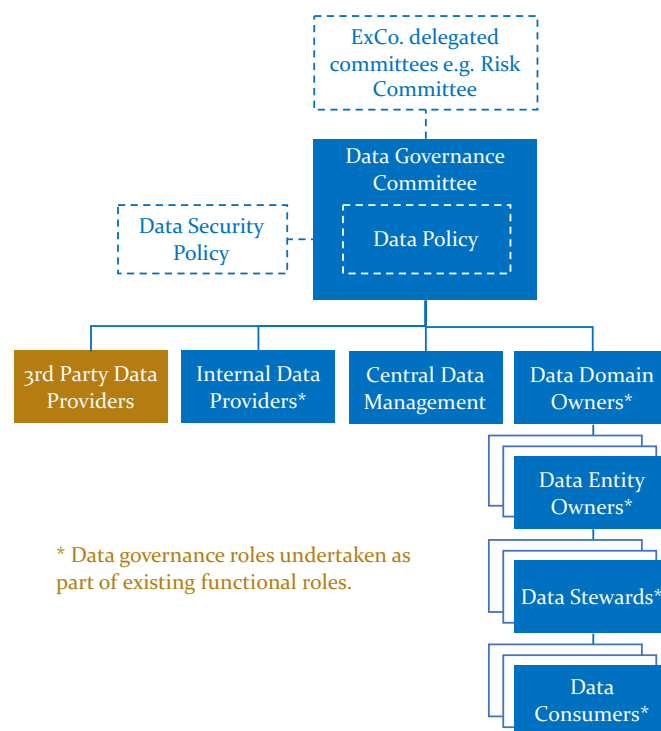 ExCo. delegated
committees e.g. Risk
Committee
Data Governance
Committee
Data Security
Policy
Data Policy
3rd Party Data
Providers
Internal Data
Providers*
Central Data
Management
Data Domain
Owners*
Data Entity
Owners*
* Data governance roles undertaken as
part of existing functional roles.
Data Stewards*
Data
Consumers*